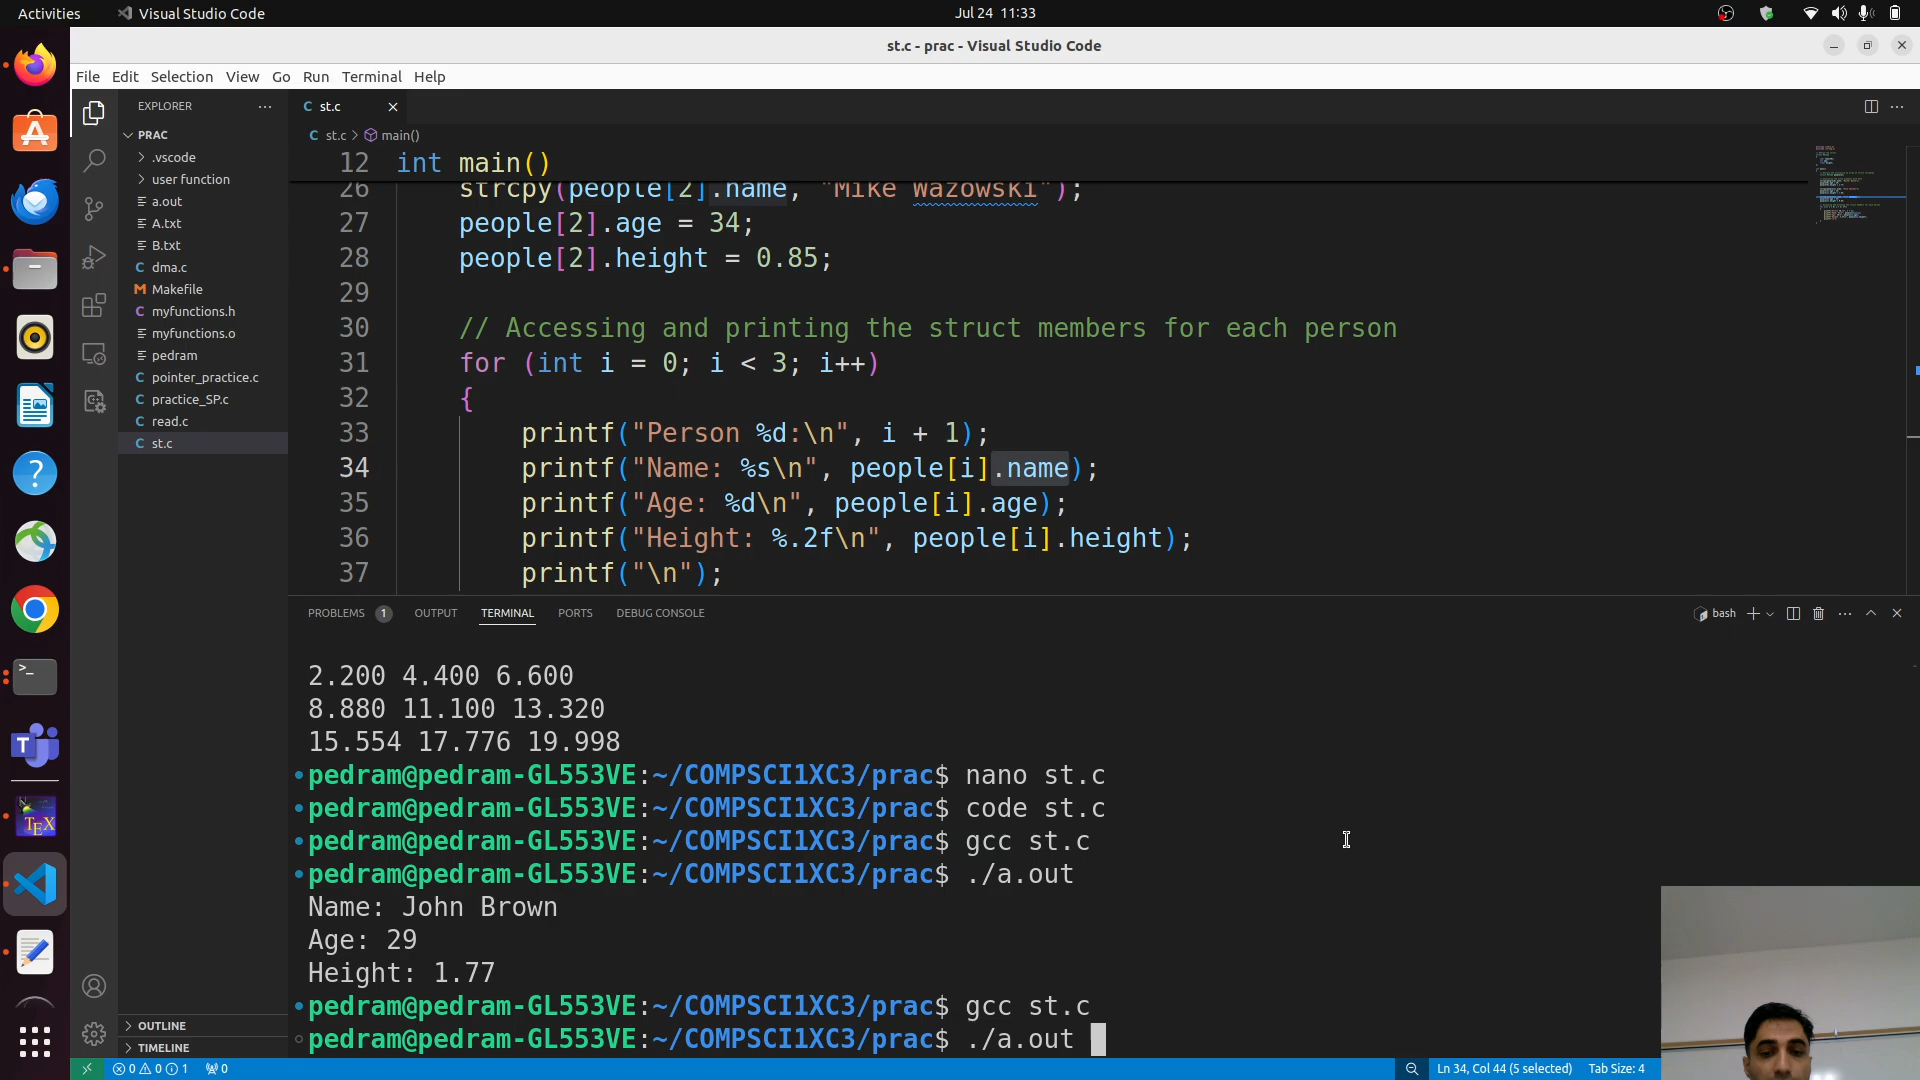 Activities
Visual Studio Code
Jul 24 11:33
st.c - prac - Visual Studio Code
File Edit Selection View Go Run Terminal Help
EXPLORER
PRAC
.vscode
user function
a.out
A.txt
B.txt
dma.c
Makefile
myfunctions.h
myfunctions.o
pedram
pointer_practice.c
practice_SP.c
read.c
st.c
OUTLINE
TIMELINE
st.c
st.c > main()
12 int main()
26 strcpy(people[2].name, "Mike Wazowski");
27 people[2].age = 34;
28 people[2].height = 0.85;
29
30 // Accessing and printing the struct members for each person
31 for (int i = 0; i < 3; i++)
32 {
33 printf("Person %d:\n", i + 1);
34 printf("Name: %s\n", people[i].name);
35 printf("Age: %d\n", people[i].age);
36 printf("Height: %.2f\n", people[i].height);
37 printf("\n");
PROBLEMS 1 OUTPUT TERMINAL PORTS DEBUG CONSOLE
bash
2.200 4.400 6.600
8.880 11.100 13.320
15.554 17.776 19.998
pedram@pedram-GL553VE:~/COMPSCI1XC3/prac$ nano st.c
pedram@pedram-GL553VE:~/COMPSCI1XC3/prac$ code st.c
pedram@pedram-GL553VE:~/COMPSCI1XC3/prac$ gcc st.c
pedram@pedram-GL553VE:~/COMPSCI1XC3/prac$ ./a.out
Name: John Brown
Age: 29
Height: 1.77
pedram@pedram-GL553VE:~/COMPSCI1XC3/prac$ gcc st.c
pedram@pedram-GL553VE:~/COMPSCI1XC3/prac$ ./a.out
0 0 1 0
Ln 34, Col 44 (5 selected) Tab Size: 4